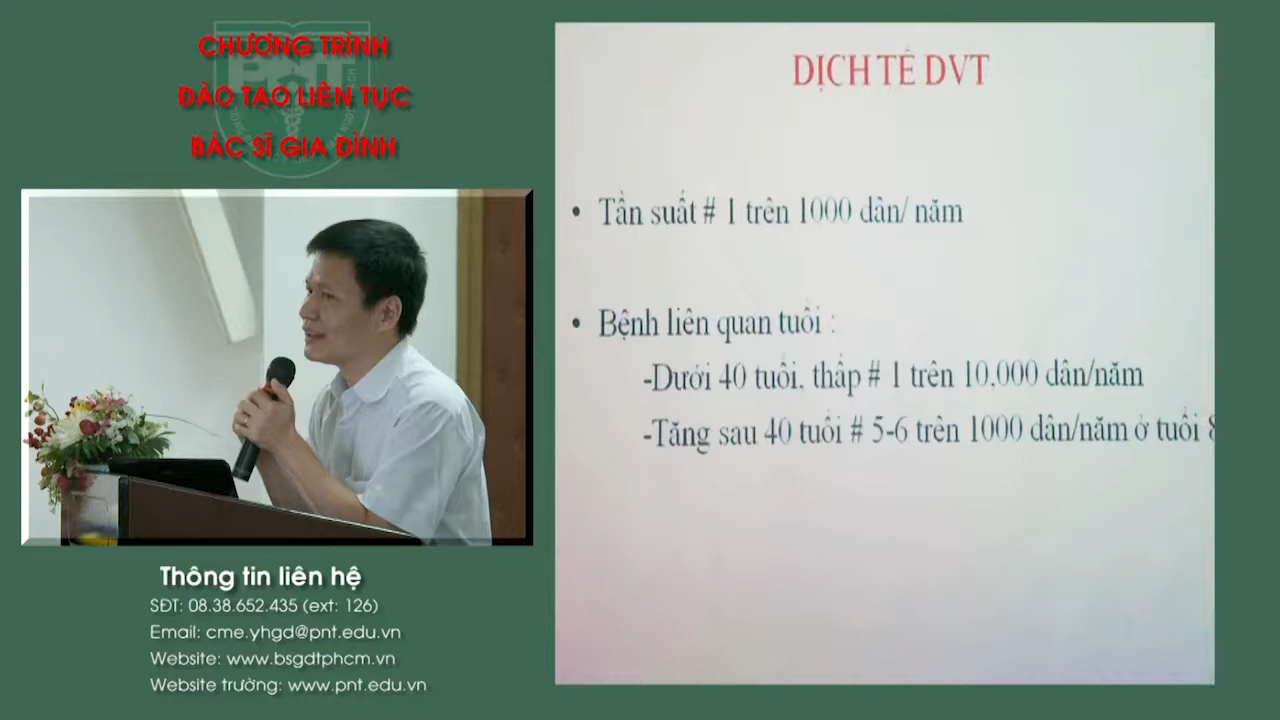 CHƯƠNG TRÌNH
ĐÀO TẠO LIÊN TỤC
BÁC SĨ GIA ĐÌNH
PNT
Thông tin liên hệ
SĐT: 08.38.652.435 (ext: 126)
Email: cme.yhgd@pnt.edu.vn
Website: www.bsgdtphcm.vn
Website trường: www.pnt.edu.vn
DỊCH TỄ DVT
• Tần suất # 1 trên 1000 dân/ năm
• Bệnh liên quan tuổi :
-Dưới 40 tuổi, thấp # 1 trên 10.000 dân/năm
-Tăng sau 40 tuổi # 5-6 trên 1000 dân/năm ở tuổi